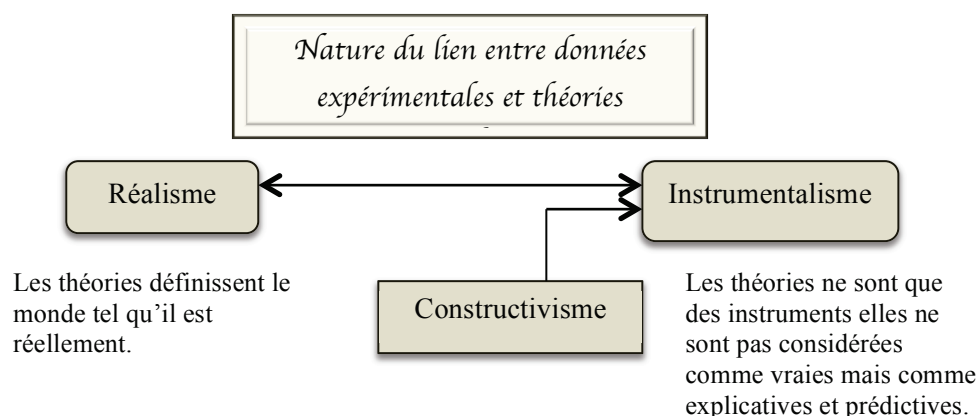 Nature du lien entre données
expérimentales et théories
Réalisme
Instrumentalisme
Les théories définissent le
monde tel qu'il est
réellement.
Constructivisme
Les théories ne sont que
des instruments elles ne
sont pas considérées
comme vraies mais comme
explicatives et prédictives.